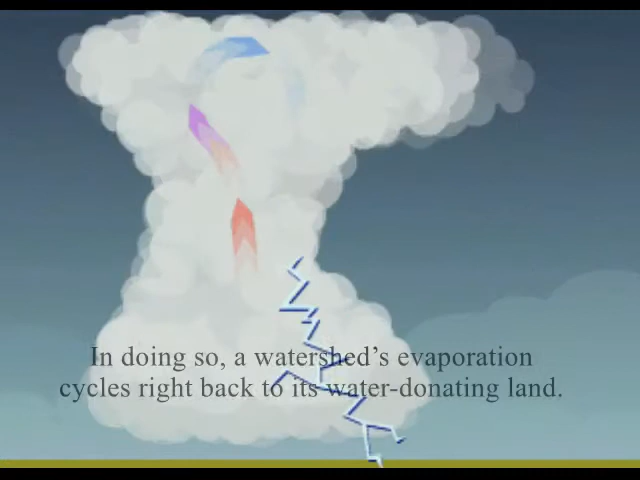 In doing so, a watershed’s evaporation
cycles right back to its water-donating land.